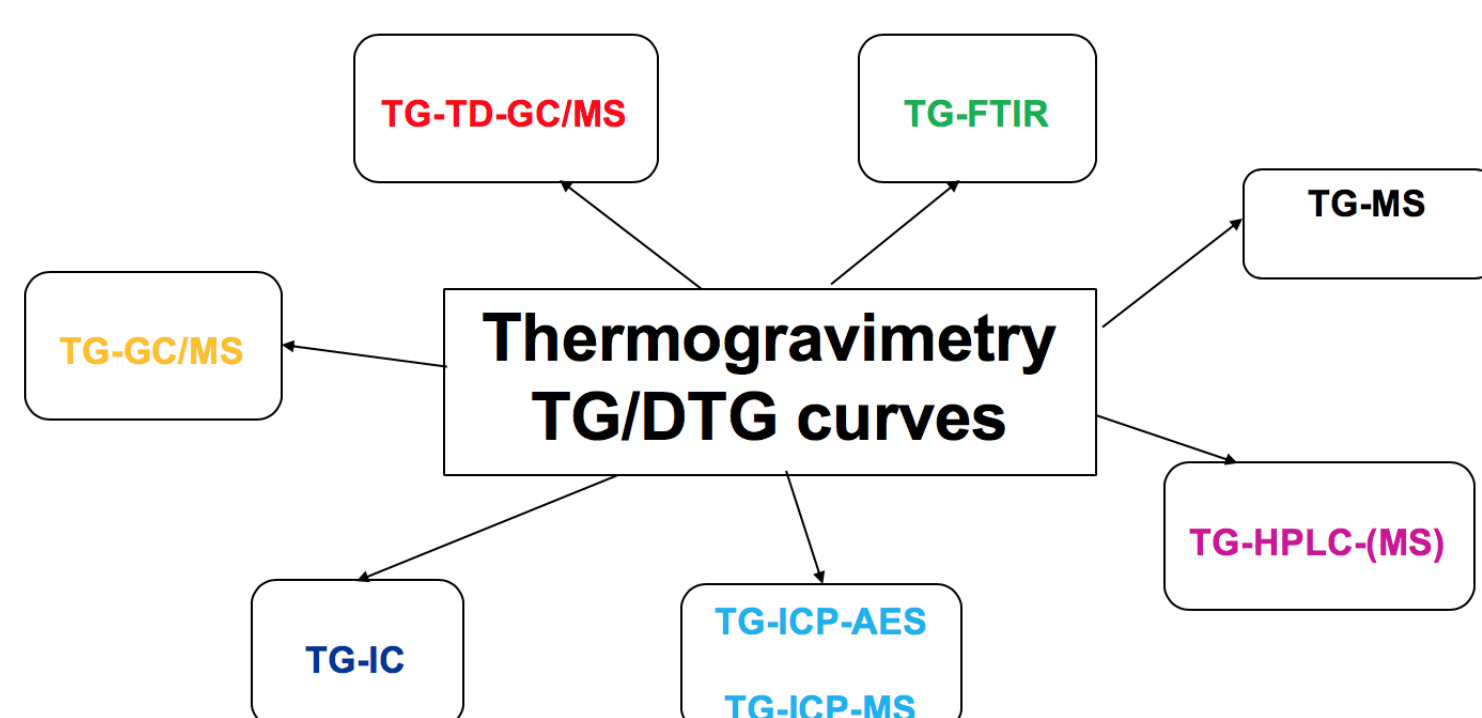 TG-TD-GC/MS
TG-FTIR
TG-MS
TG-GC/MS
Thermogravimetry
TG/DTG curves
TG-HPLC-(MS)
TG-IC
TG-ICP-AES
TG-ICP-MS